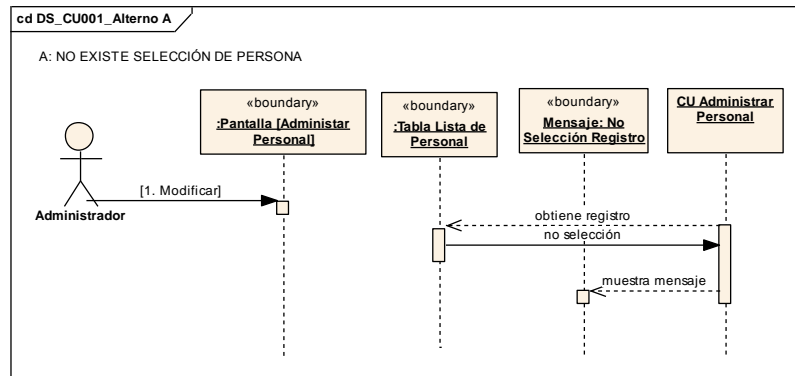 cd DS_CU001_Alterno A
A: NO EXISTE SELECCIÓN DE PERSONA
«boundary»
:Pantalla [Administar
Personal]
«boundary»
:Tabla Lista de
Personal
«boundary»
Mensaje: No
Selección Registro
CU Administrar
Personal
Administrador
[1. Modificar]
obtiene registro
no selección
muestra mensaje